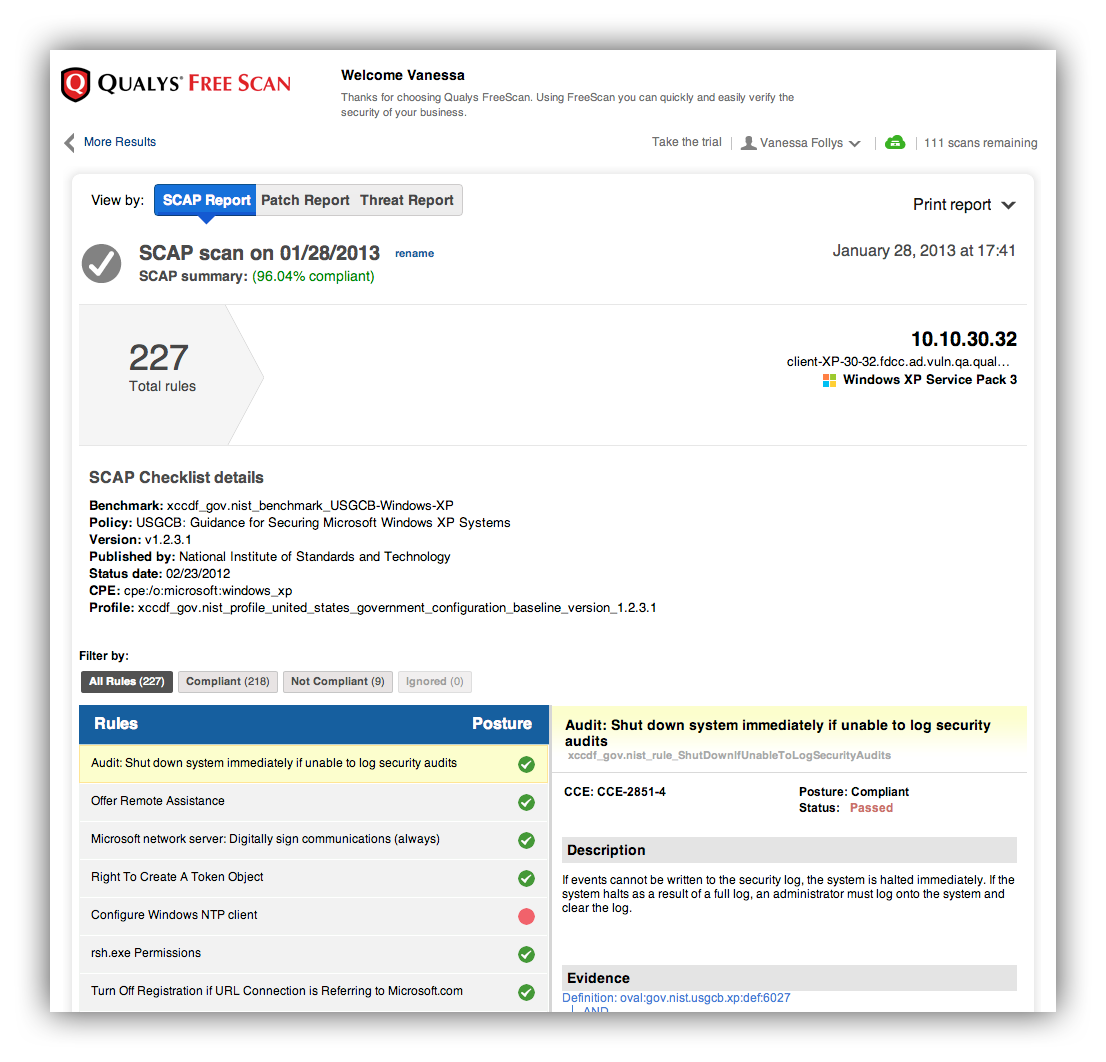 QUALYS® FREE SCAN
Welcome Vanessa
Thanks for choosing Qualys FreeScan. Using FreeScan you can quickly and easily verify the
security of your business.
More Results
Take the trial
Vanessa Follys
111 scans remaining
View by:
SCAP Report
Patch Report
Threat Report
Print report
SCAP scan on 01/28/2013
rename
January 28, 2013 at 17:41
SCAP summary: (96.04% compliant)
227
Total rules
10.10.30.32
client-XP-30-32.fdcc.ad.vuln.qa.qual...
Windows XP Service Pack 3
SCAP Checklist details
Benchmark: xccdf_gov.nist_benchmark_USGCB-Windows-XP
Policy: USGCB: Guidance for Securing Microsoft Windows XP Systems
Version: v1.2.3.1
Published by: National Institute of Standards and Technology
Status date: 02/23/2012
CPE: cpe:/o:microsoft:windows_xp
Profile: xccdf_gov.nist_profile_united_states_government_configuration_baseline_version_1.2.3.1
Filter by:
All Rules (227)
Compliant (218)
Not Compliant (9)
Ignored (0)
Rules
Posture
Audit: Shut down system immediately if unable to log security audits
Offer Remote Assistance
Microsoft network server: Digitally sign communications (always)
Right To Create A Token Object
Configure Windows NTP client
rsh.exe Permissions
Turn Off Registration if URL Connection is Referring to Microsoft.com
Audit: Shut down system immediately if unable to log security
audits
xccdf_gov.nist_rule_ShutDownIfUnableToLogSecurityAudits
CCE: CCE-2851-4
Posture: Compliant
Status: Passed
Description
If events cannot be written to the security log, the system is halted immediately. If the
system halts as a result of a full log, an administrator must log onto the system and
clear the log.
Evidence
Definition: oval:gov.nist.usgcb.xp:def:6027
AND